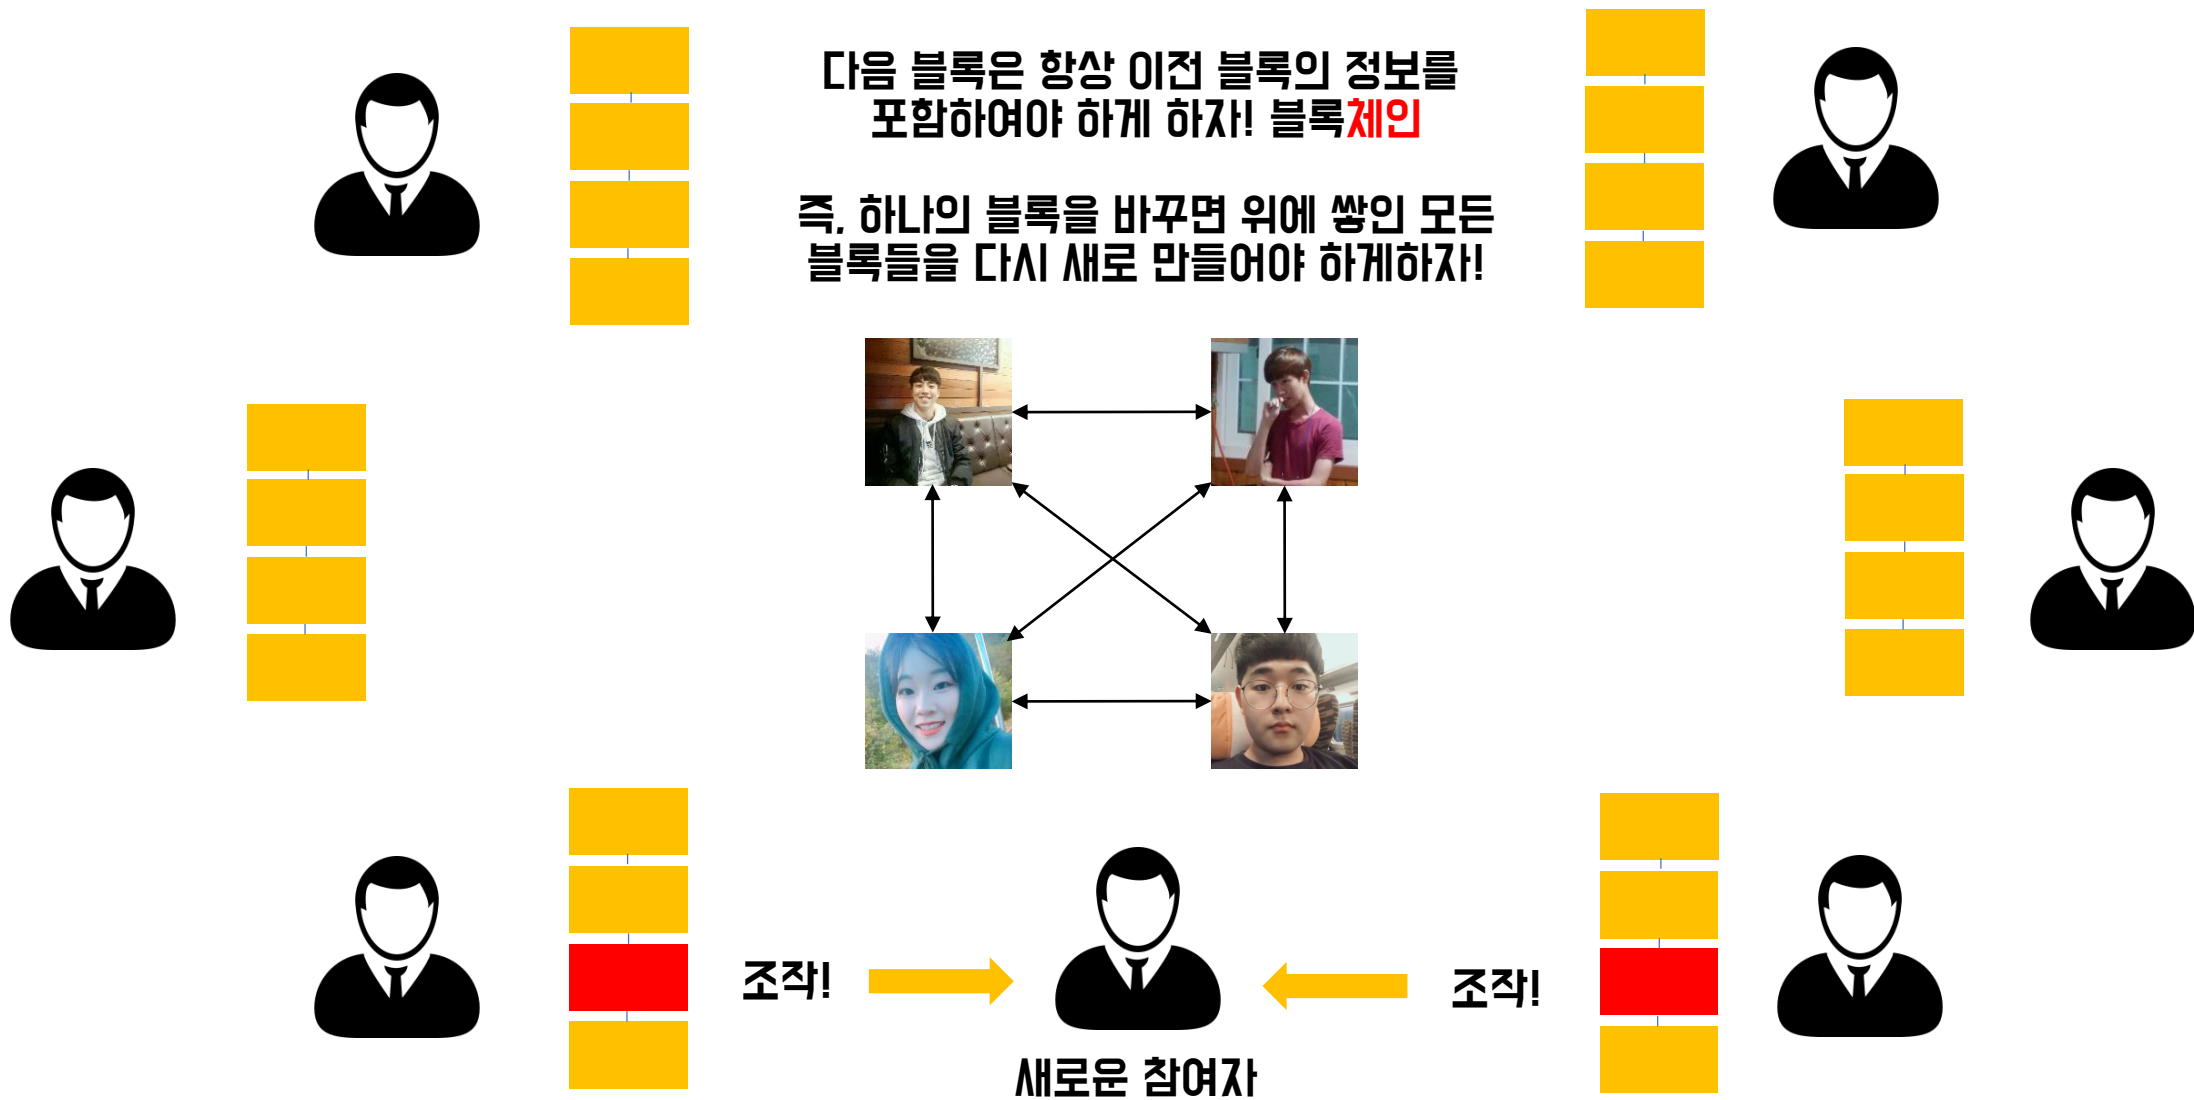 다음 블록은 항상 이전 블록의 정보를
포함하여야 하게 하자! 블록체인
즉, 하나의 블록을 바꾸면 위에 쌓인 모든
블록들을 다시 새로 만들어야 하게하자!
조작!
조작!
새로운 참여자